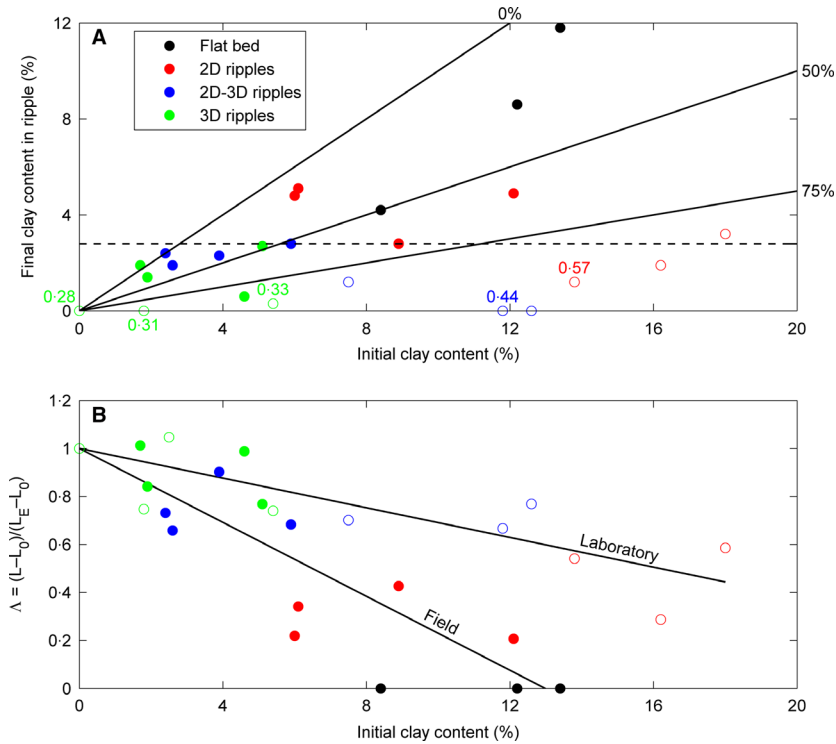 A
0%
50%
75%
Flat bed
2D ripples
2D-3D ripples
3D ripples
Final clay content in ripple (%)
12
8
4
0
0·28
0·31
0·33
0·44
0·57
0 4 8 12 16 20
Initial clay content (%)
B
Λ = (L–L0)/(LE–L0)
1·2
1
0·8
0·6
0·4
0·2
0
Laboratory
Field
0 4 8 12 16 20
Initial clay content (%)